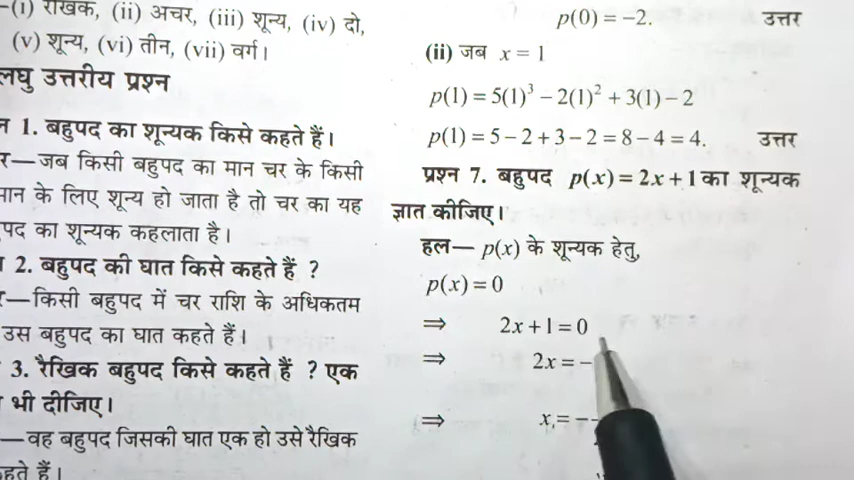 –(i) रैखिक, (ii) अचर, (iii) शून्य, (iv) दो,
(v) शून्य, (vi) तीन, (vii) वर्ग।
लघु उत्तरीय प्रश्न
1. बहुपद का शून्यक किसे कहते हैं।
—जब किसी बहुपद का मान चर के किसी
मान के लिए शून्य हो जाता है तो चर का यह
पद का शून्यक कहलाता है।
2. बहुपद की घात किसे कहते हैं ?
—किसी बहुपद में चर राशि के अधिकतम
उस बहुपद का घात कहते हैं।
3. रैखिक बहुपद किसे कहते हैं ? एक
भी दीजिए।
—वह बहुपद जिसकी घात एक हो उसे रैखिक
कहते हैं।
p(0) = –2. उत्तर
(ii) जब x = 1
p(1) = 5(1)³ – 2(1)² + 3(1) – 2
p(1) = 5 – 2 + 3 – 2 = 8 – 4 = 4. उत्तर
प्रश्न 7. बहुपद p(x) = 2x + 1 का शून्यक
ज्ञात कीजिए।
हल— p(x) के शून्यक हेतु,
p(x) = 0
⇒ 2x + 1 = 0
⇒ 2x = –
⇒ x = –